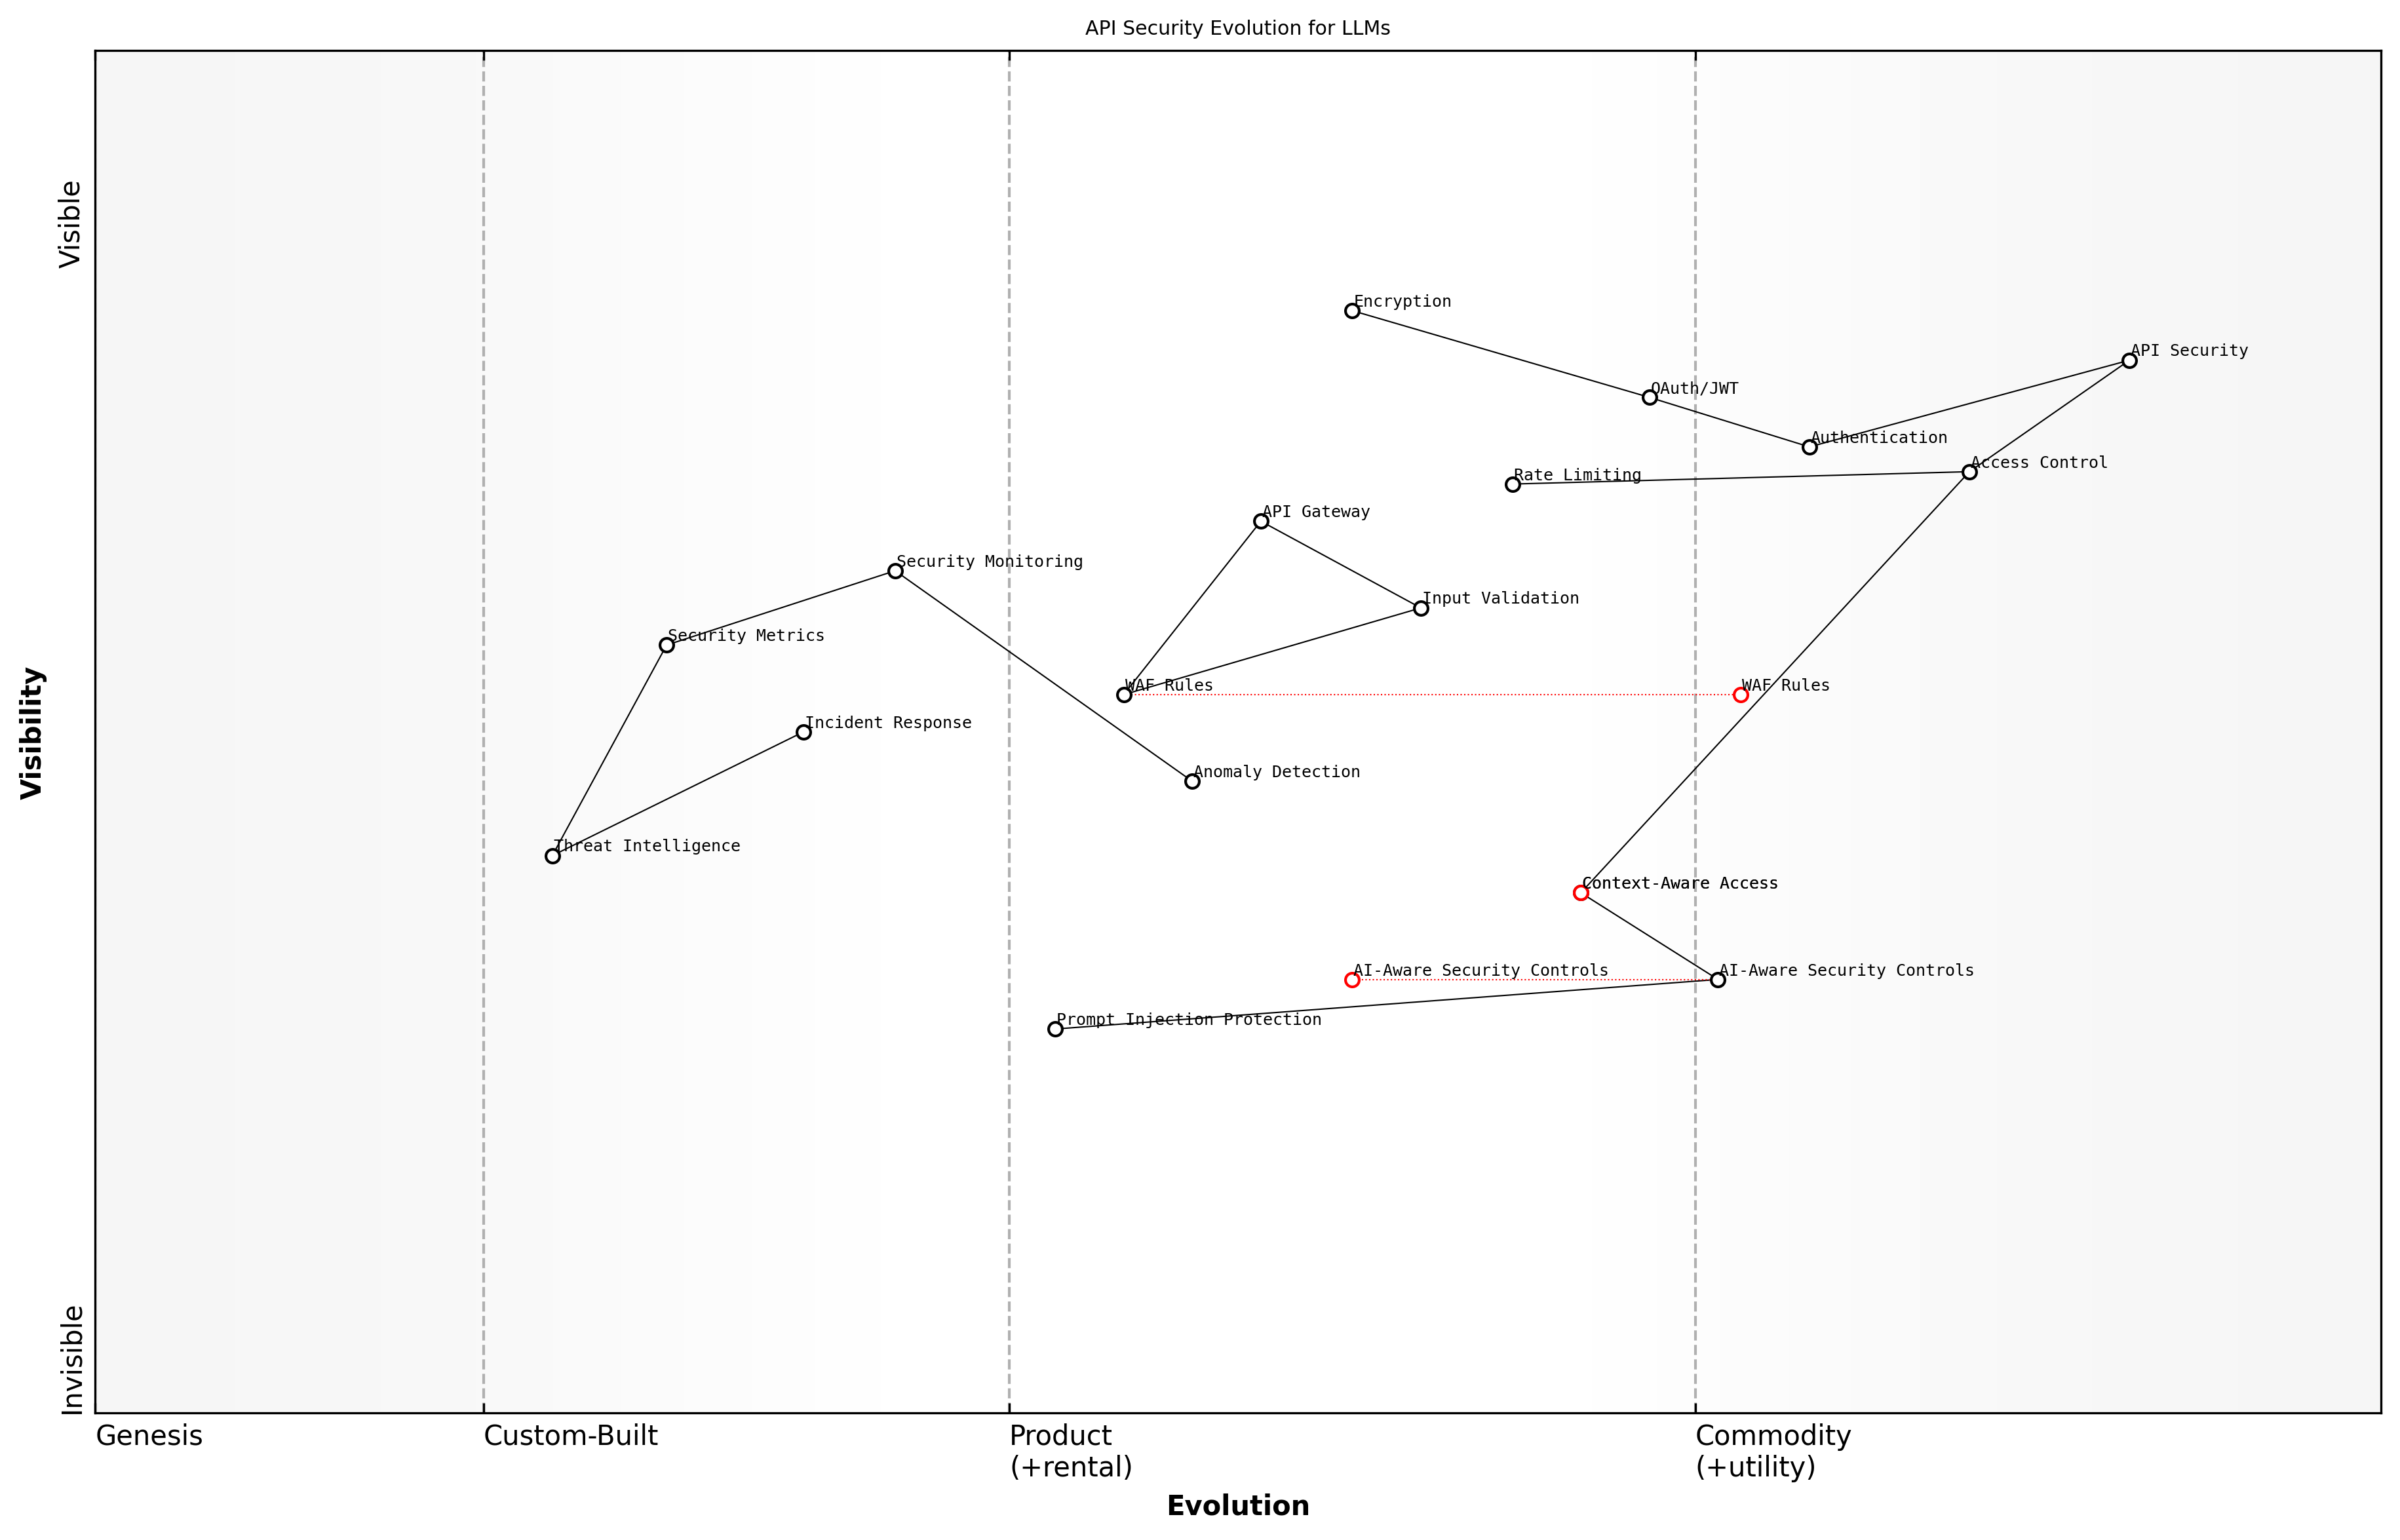 API Security Evolution for LLMs
Visible
Encryption
API Security
OAuth/JWT
Authentication
Access Control
Rate Limiting
API Gateway
Security Monitoring
Input Validation
Security Metrics
WAF Rules
WAF Rules
Incident Response
Anomaly Detection
Threat Intelligence
Context-Aware Access
AI-Aware Security Controls
AI-Aware Security Controls
Prompt Injection Protection
Visibility
Invisible
Genesis
Custom-Built
Product
(+rental)
Commodity
(+utility)
Evolution